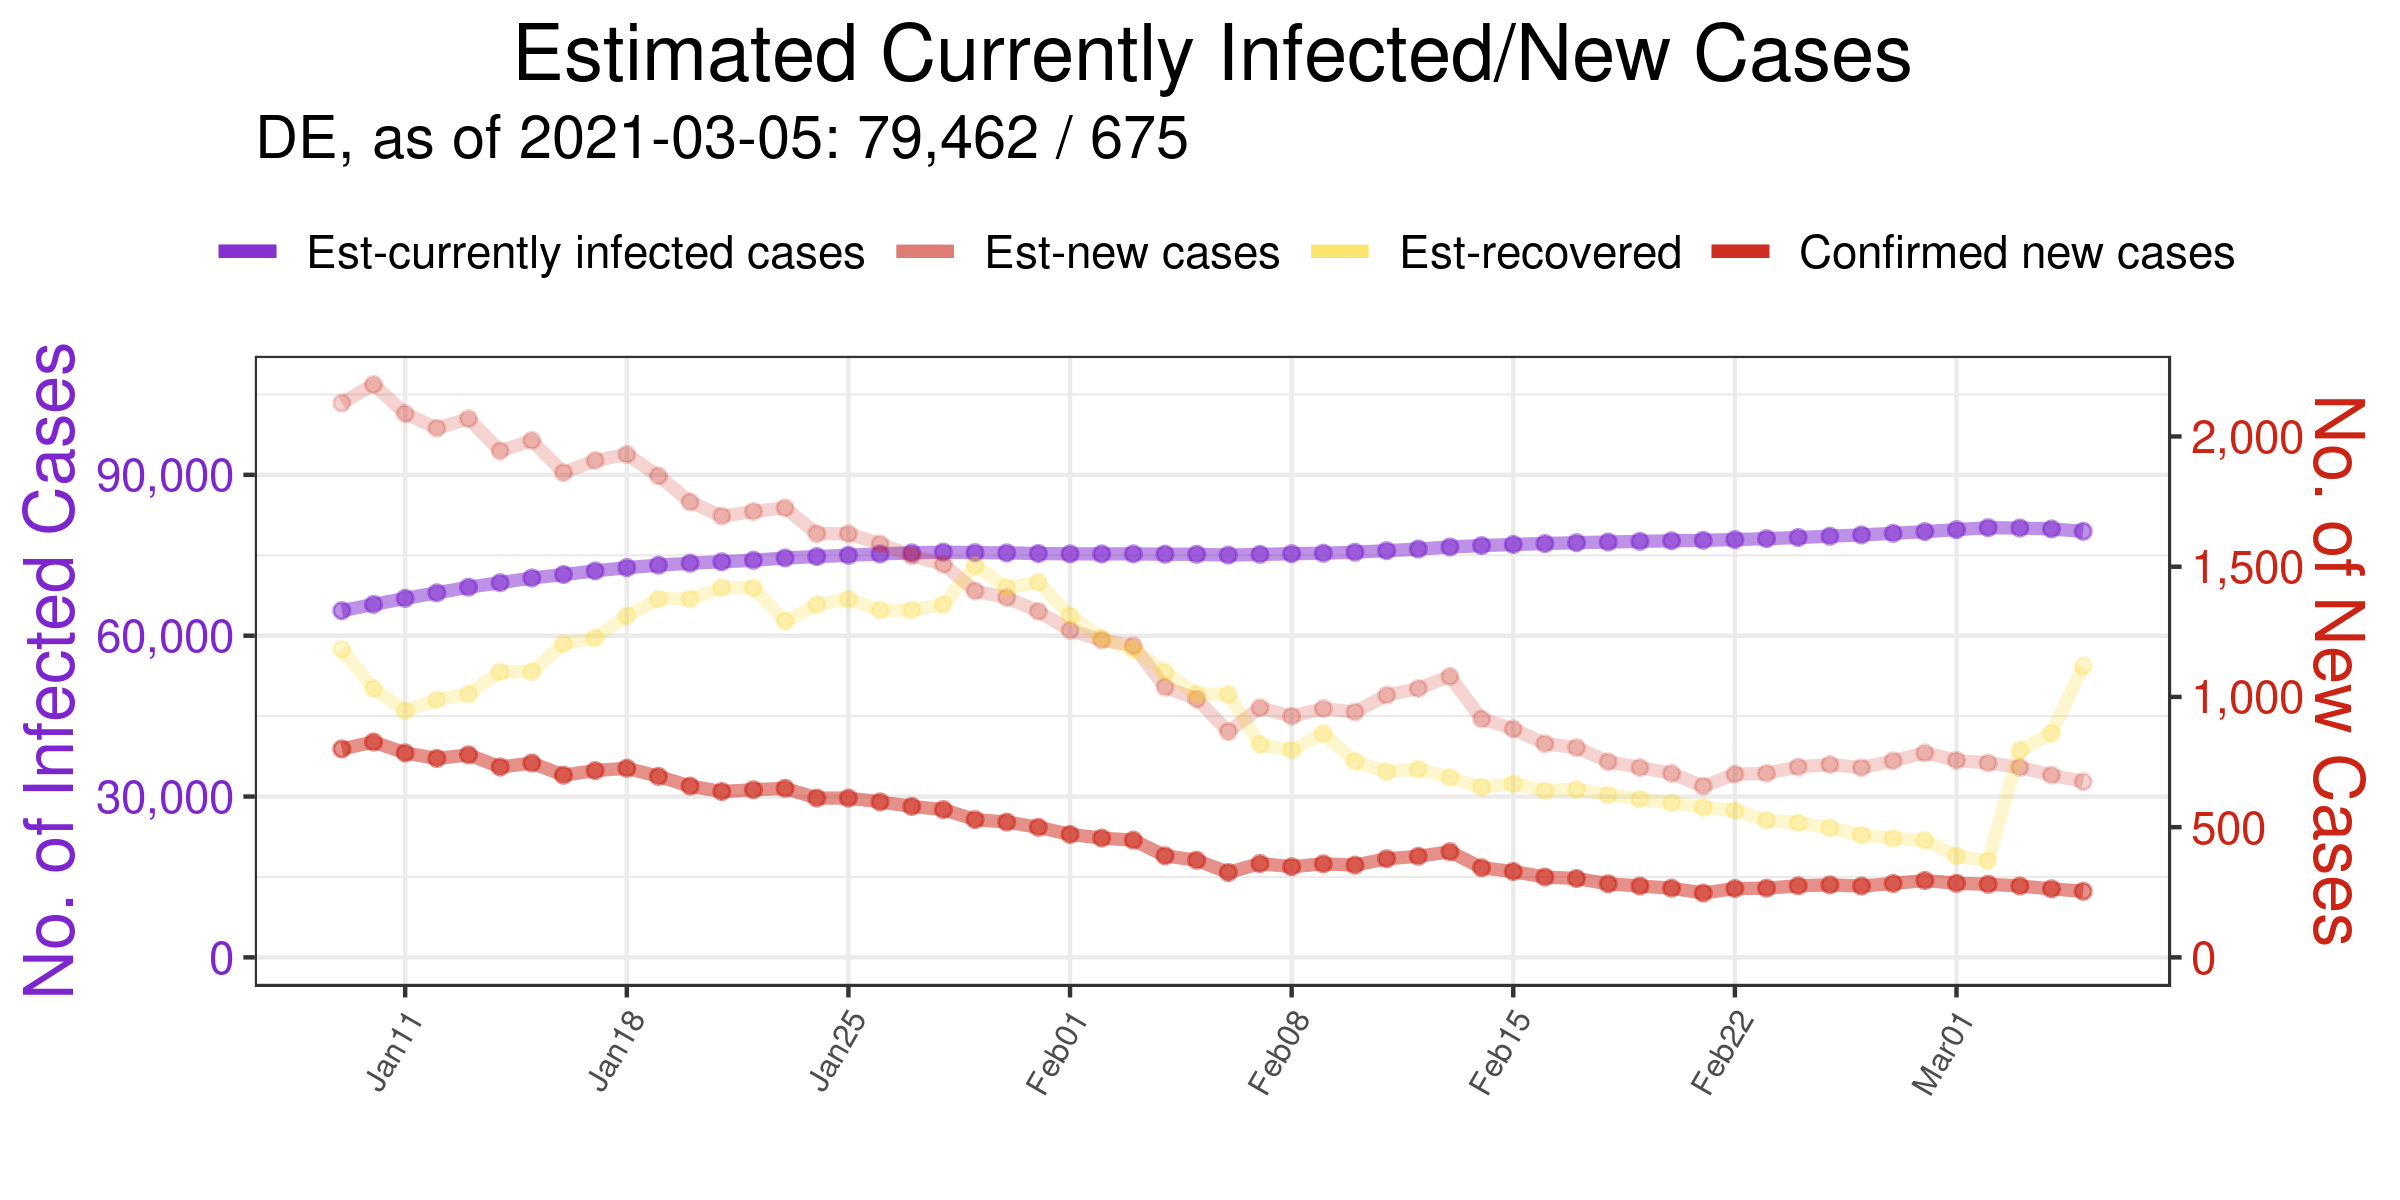 Estimated Currently Infected/New Cases
DE, as of 2021-03-05: 79,462 / 675
Est-currently infected cases Est-new cases Est-recovered Confirmed new cases
No. of Infected Cases
90,000
60,000
30,000
0
2,000
1,500
1,000
500
0
No. of New Cases
Jan11 Jan18 Jan25 Feb01 Feb08 Feb15 Feb22 Mar01